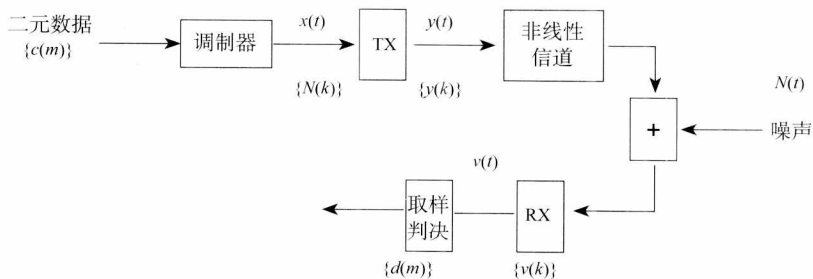 二元数据
{c(m)}
调制器
x(t)
{N(k)}
TX
y(t)
{y(k)}
非线性
信道
+
N(t)
噪声
v(t)
RX
{v(k)}
取样
判决
{d(m)}